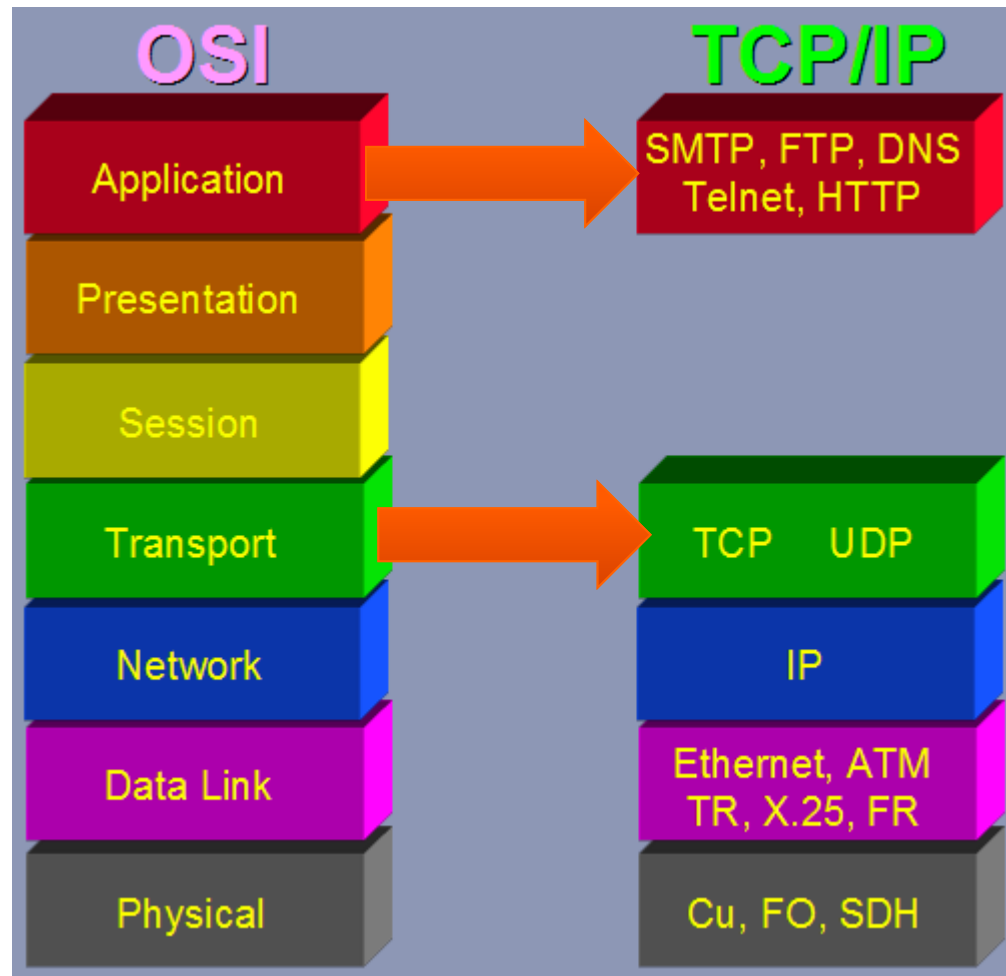 OSI
TCP/IP
Application
SMTP, FTP, DNS
Telnet, HTTP
Presentation
Session
Transport
TCP UDP
Network
IP
Data Link
Ethernet, ATM
TR, X.25, FR
Physical
Cu, FO, SDH